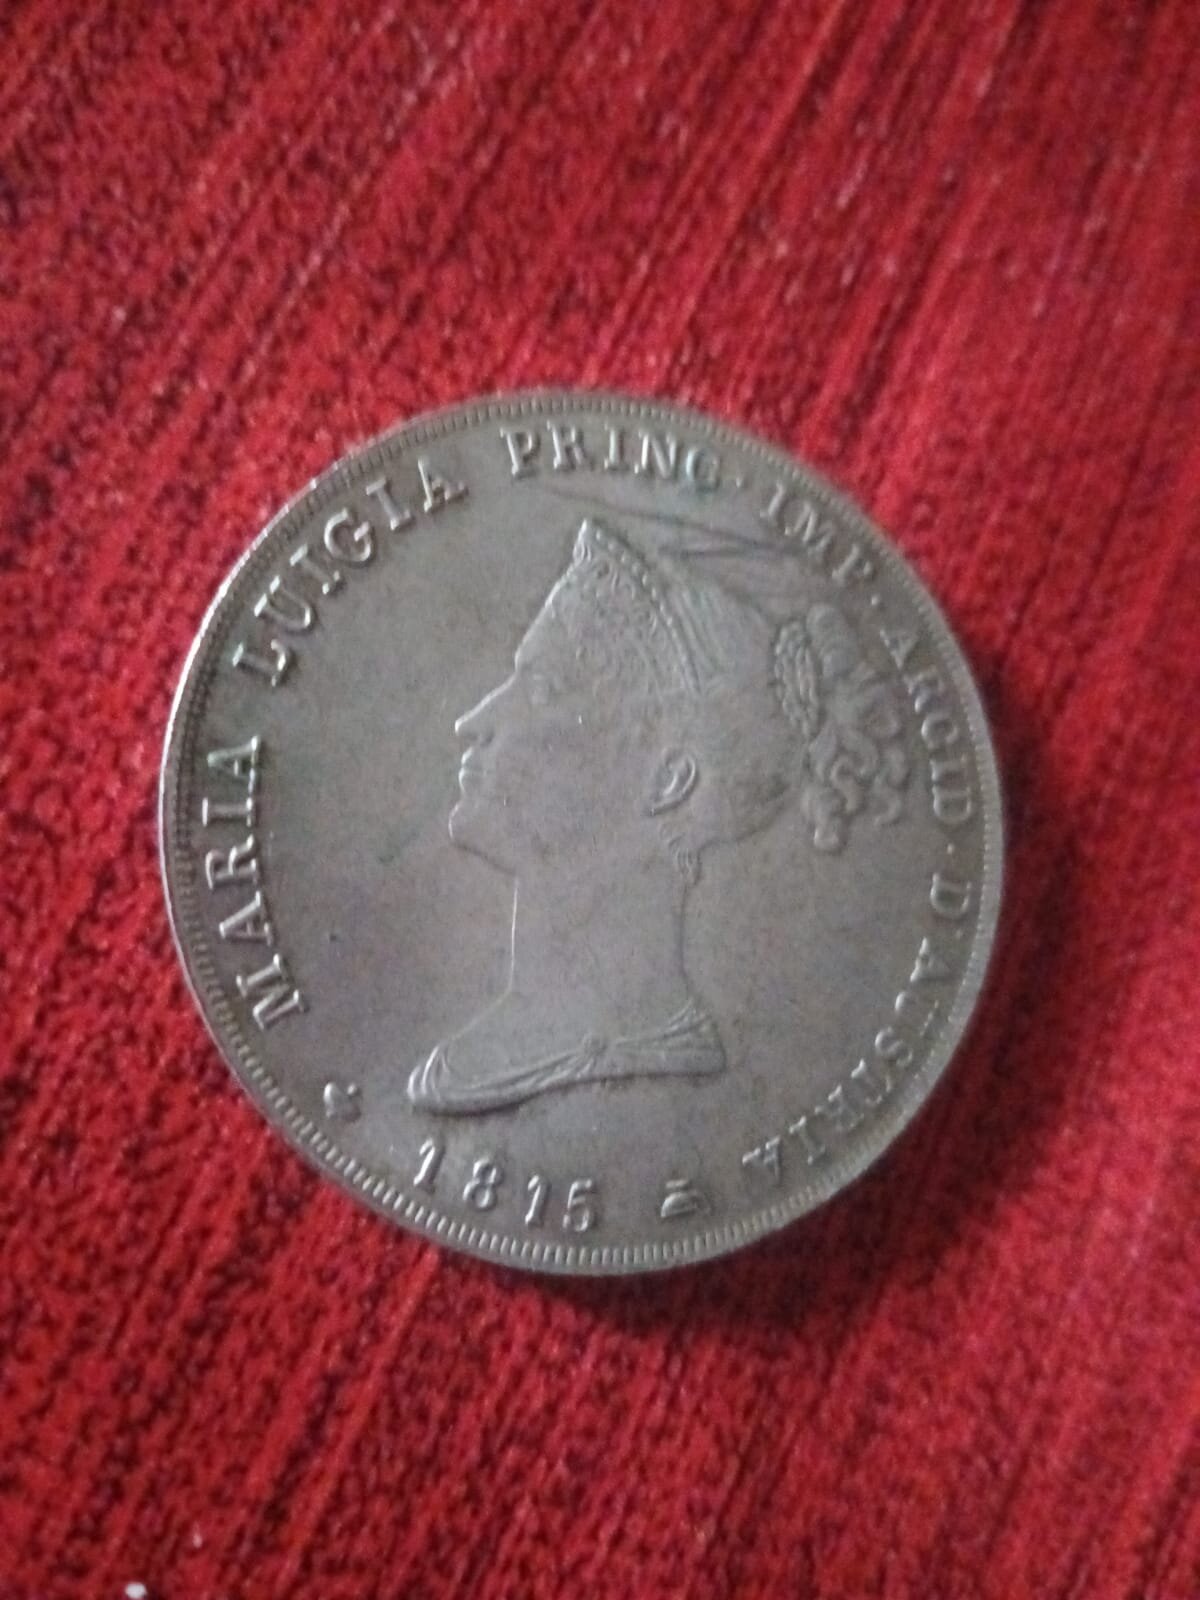 MARIA LUIGIA PRINC · IMP · ARCID · D'AUSTRIA
1815